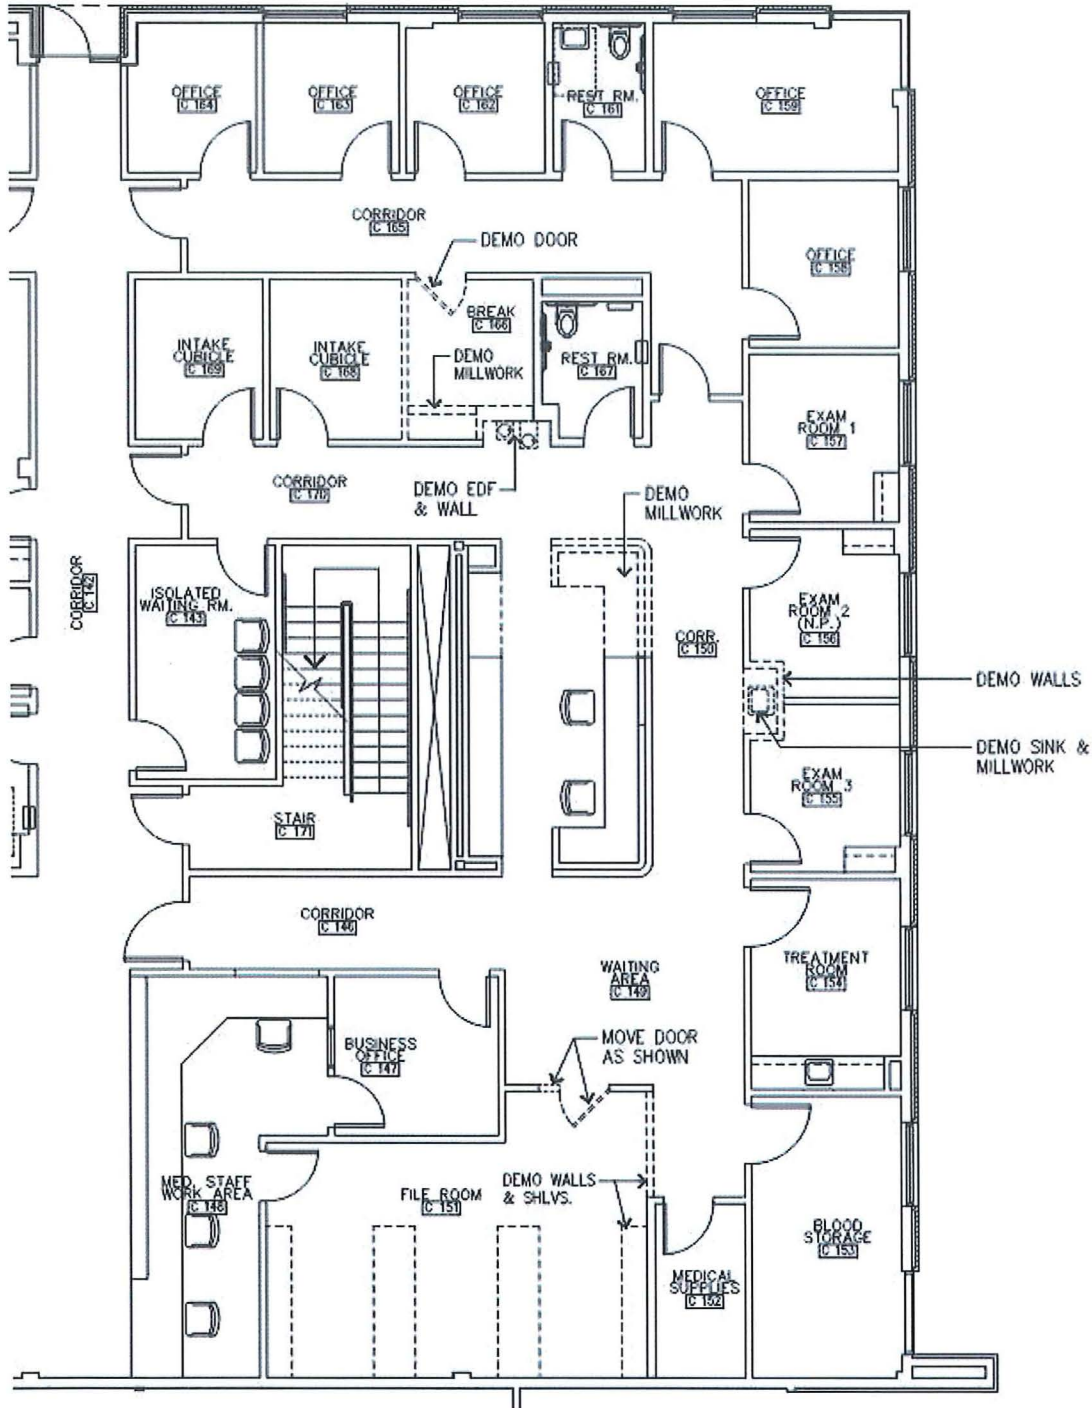 OFFICE
C 164
OFFICE
C 163
OFFICE
C 162
REST RM.
C 161
OFFICE
C 159
CORRIDOR
C 165
DEMO DOOR
OFFICE
C 158
BREAK
C 166
INTAKE
CUBICLE
C 169
INTAKE
CUBICLE
C 168
DEMO
MILLWORK
REST RM.
C 167
EXAM
ROOM 1
C 157
CORRIDOR
C 170
DEMO EDF
& WALL
DEMO
MILLWORK
CORRIDOR
C 142
ISOLATED
WAITING RM.
C 143
EXAM
ROOM 2
(N.P.)
C 156
CORR.
C 150
DEMO WALLS
DEMO SINK &
MILLWORK
EXAM
ROOM 3
C 155
STAIR
C 171
CORRIDOR
C 146
WAITING
AREA
C 149
TREATMENT
ROOM
C 154
BUSINESS
OFFICE
C 147
MOVE DOOR
AS SHOWN
MED. STAFF
WORK AREA
C 148
FILE ROOM
C 151
DEMO WALLS
& SHLVS.
BLOOD
STORAGE
C 153
MEDICAL
SUPPLIES
C 152